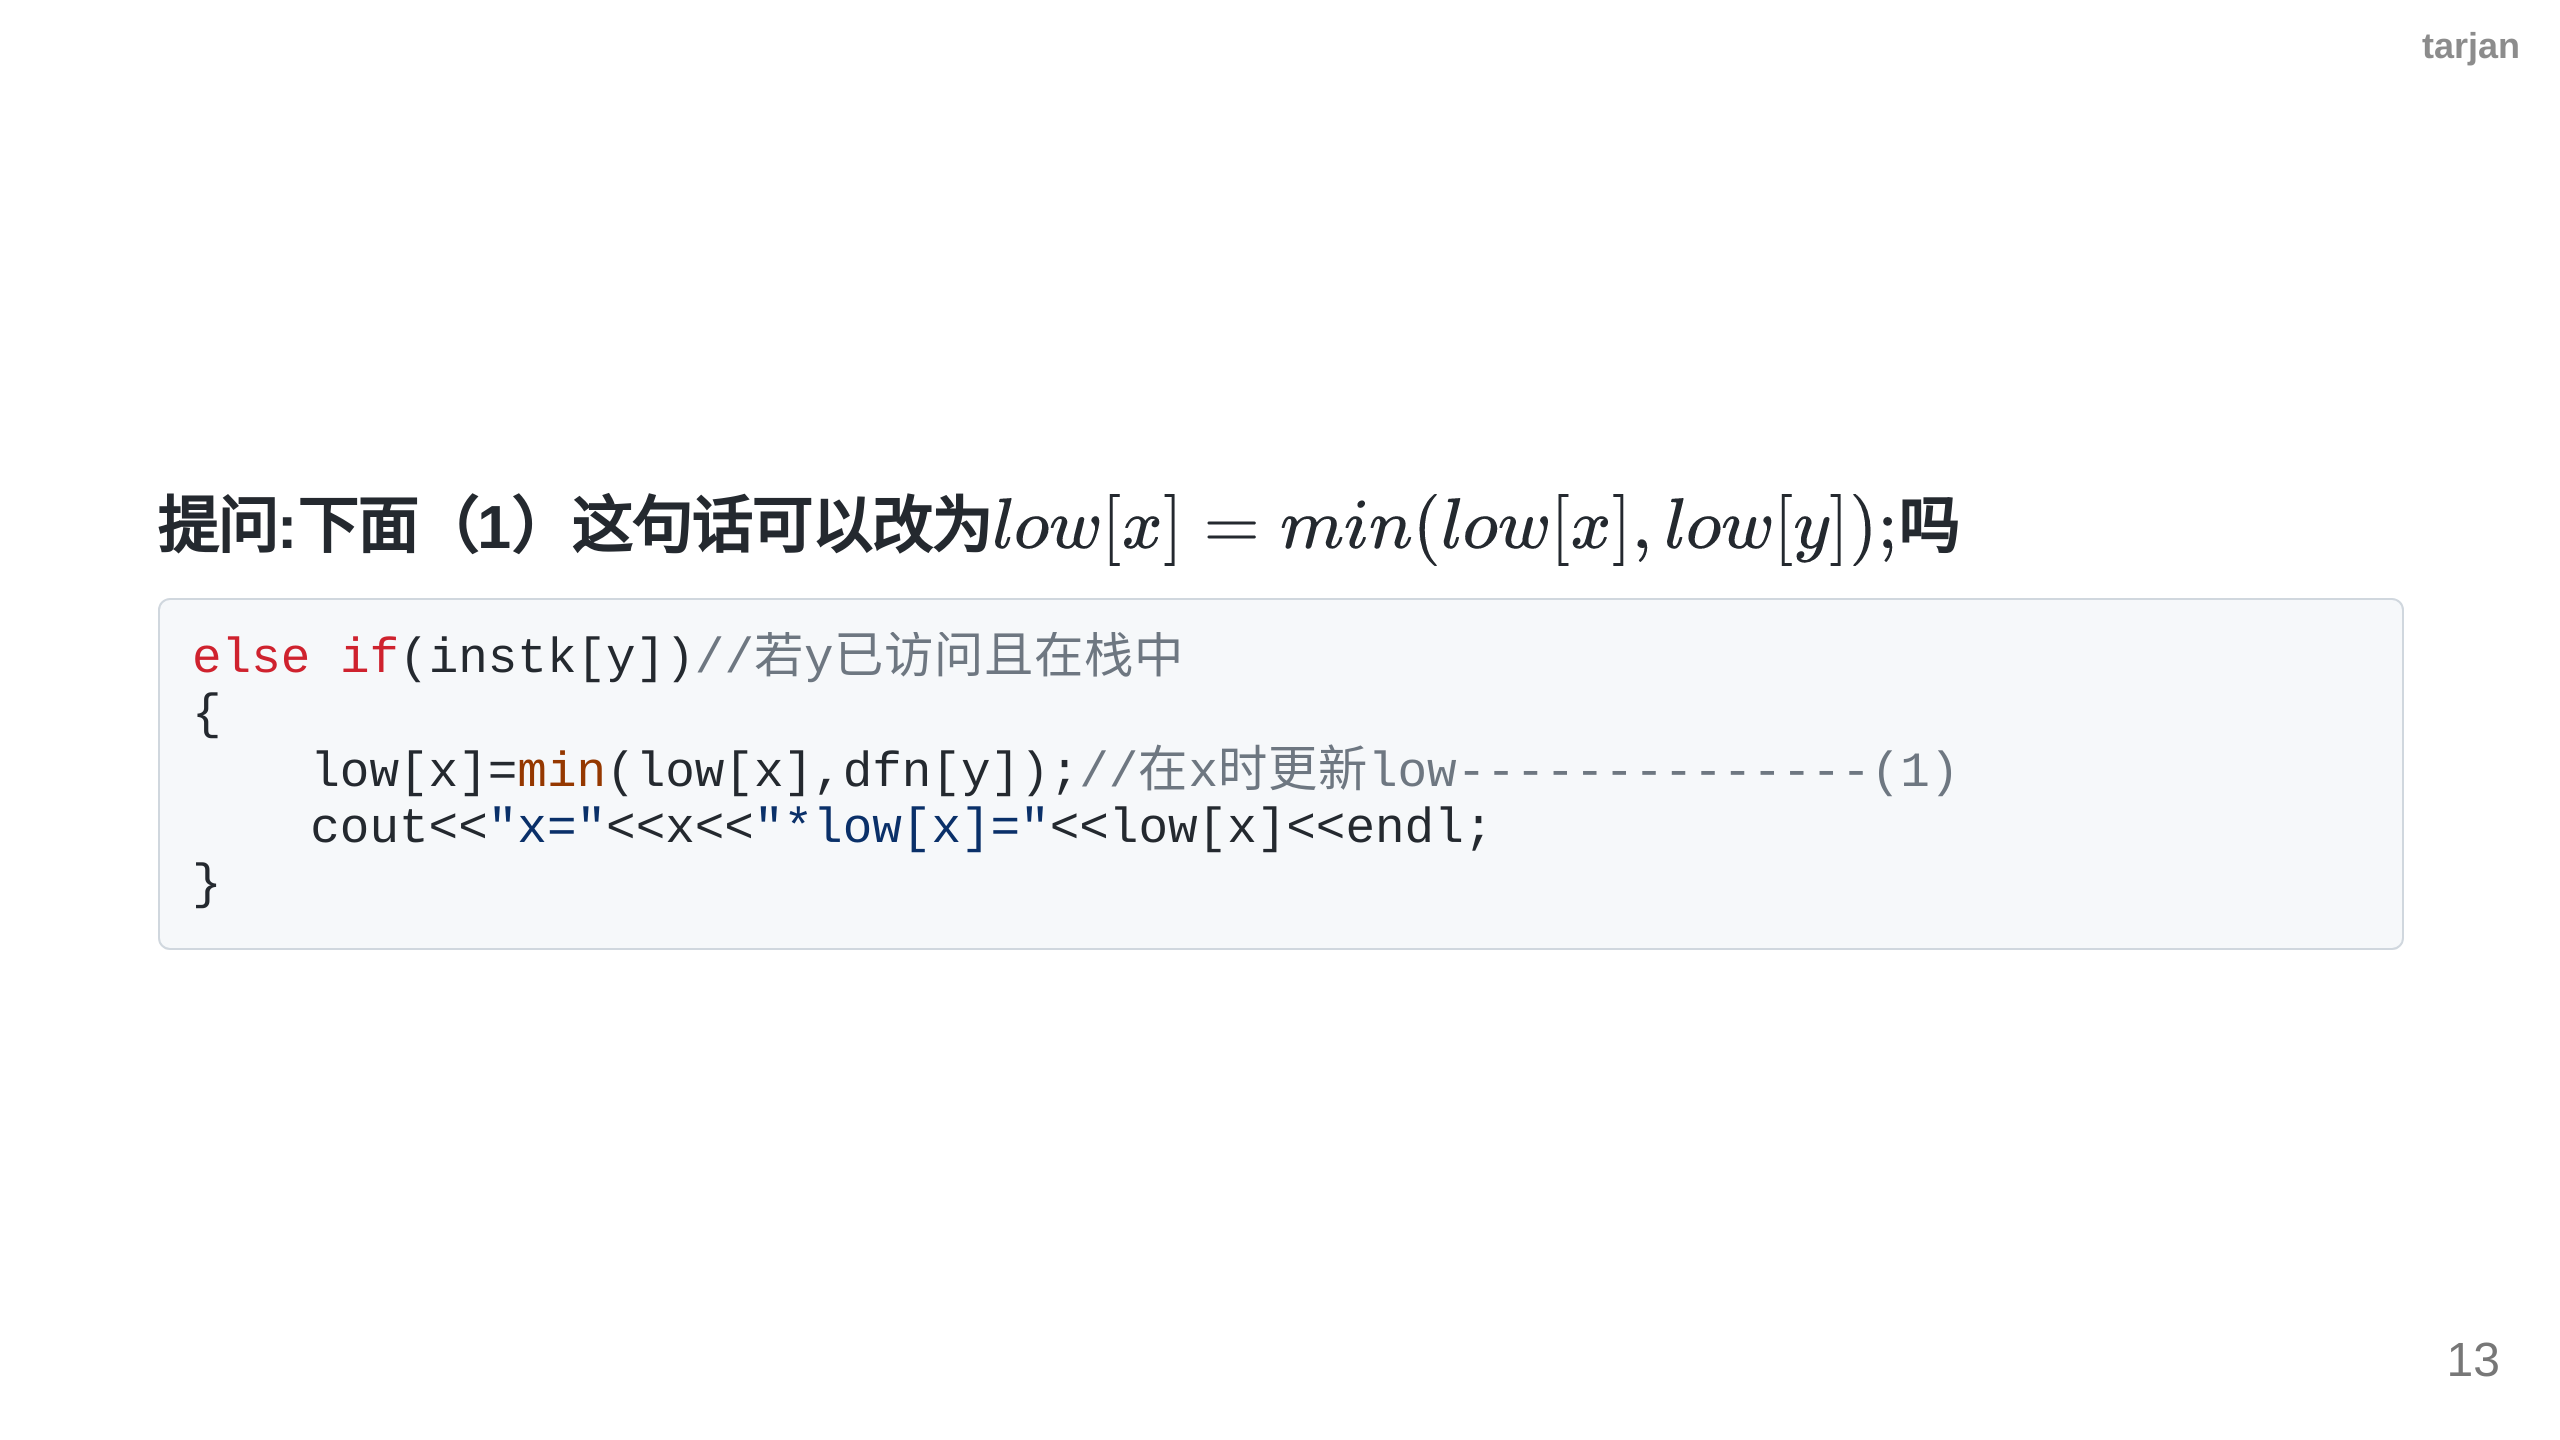 tarjan
提问:下面（1）这句话可以改为low[x] = min(low[x], low[y]);吗
else if(instk[y])//若y已访问且在栈中
{
    low[x]=min(low[x],dfn[y]);//在x时更新low--------------(1)
    cout<<"x="<<x<<"*low[x]="<<low[x]<<endl;
}
13